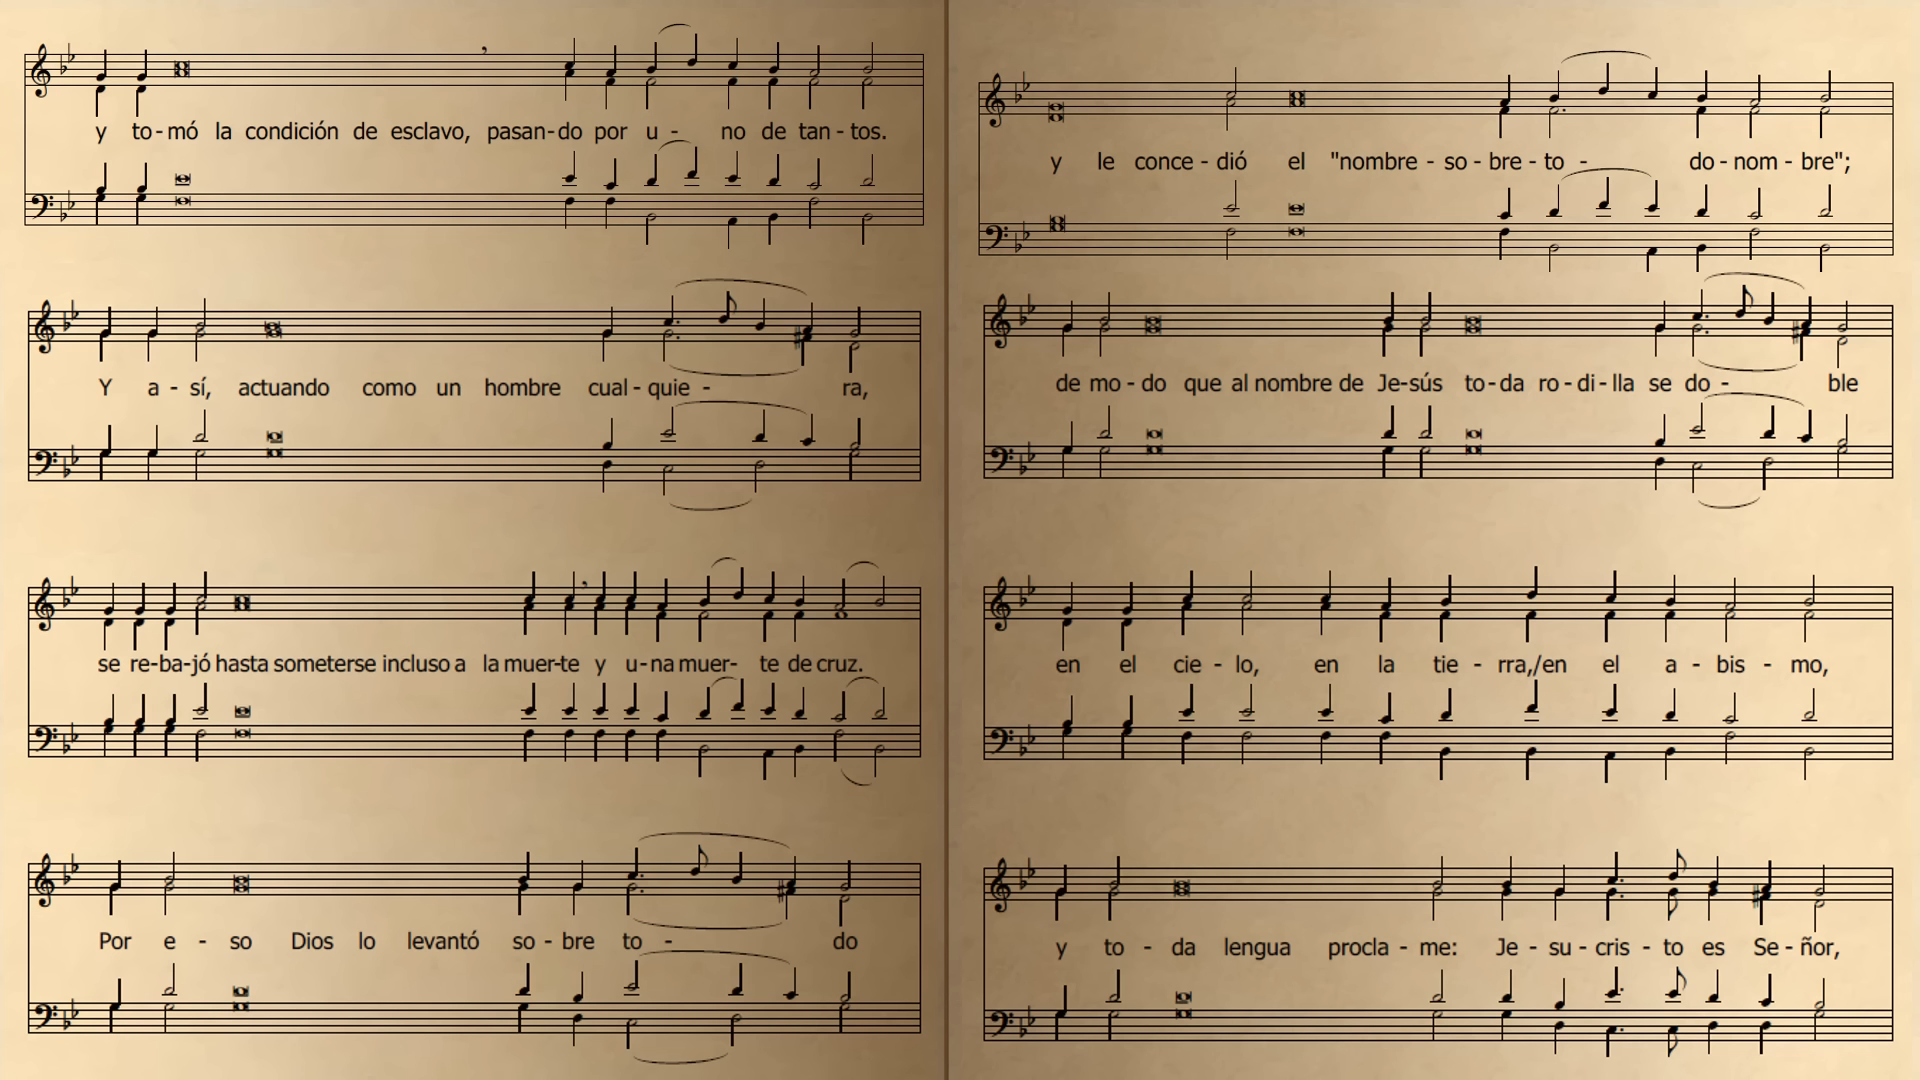 y to-mó la condición de esclavo, pasan-do por u - no de tan-tos.
Y a - sí, actuando como un hombre cual-quie - ra,
se re-ba-jó hasta someterse incluso a la muer-te y u-na muer- te de cruz.
Por e - so Dios lo levantó so - bre to - do
y le conce - dió el "nombre - so - bre - to - do - nom - bre";
de mo - do que al nombre de Je-sús to-da ro-di-lla se do - ble
en el cie - lo, en la tie - rra,/en el a - bis - mo,
y to - da lengua procla - me: Je - su - cris - to es Se - ñor,